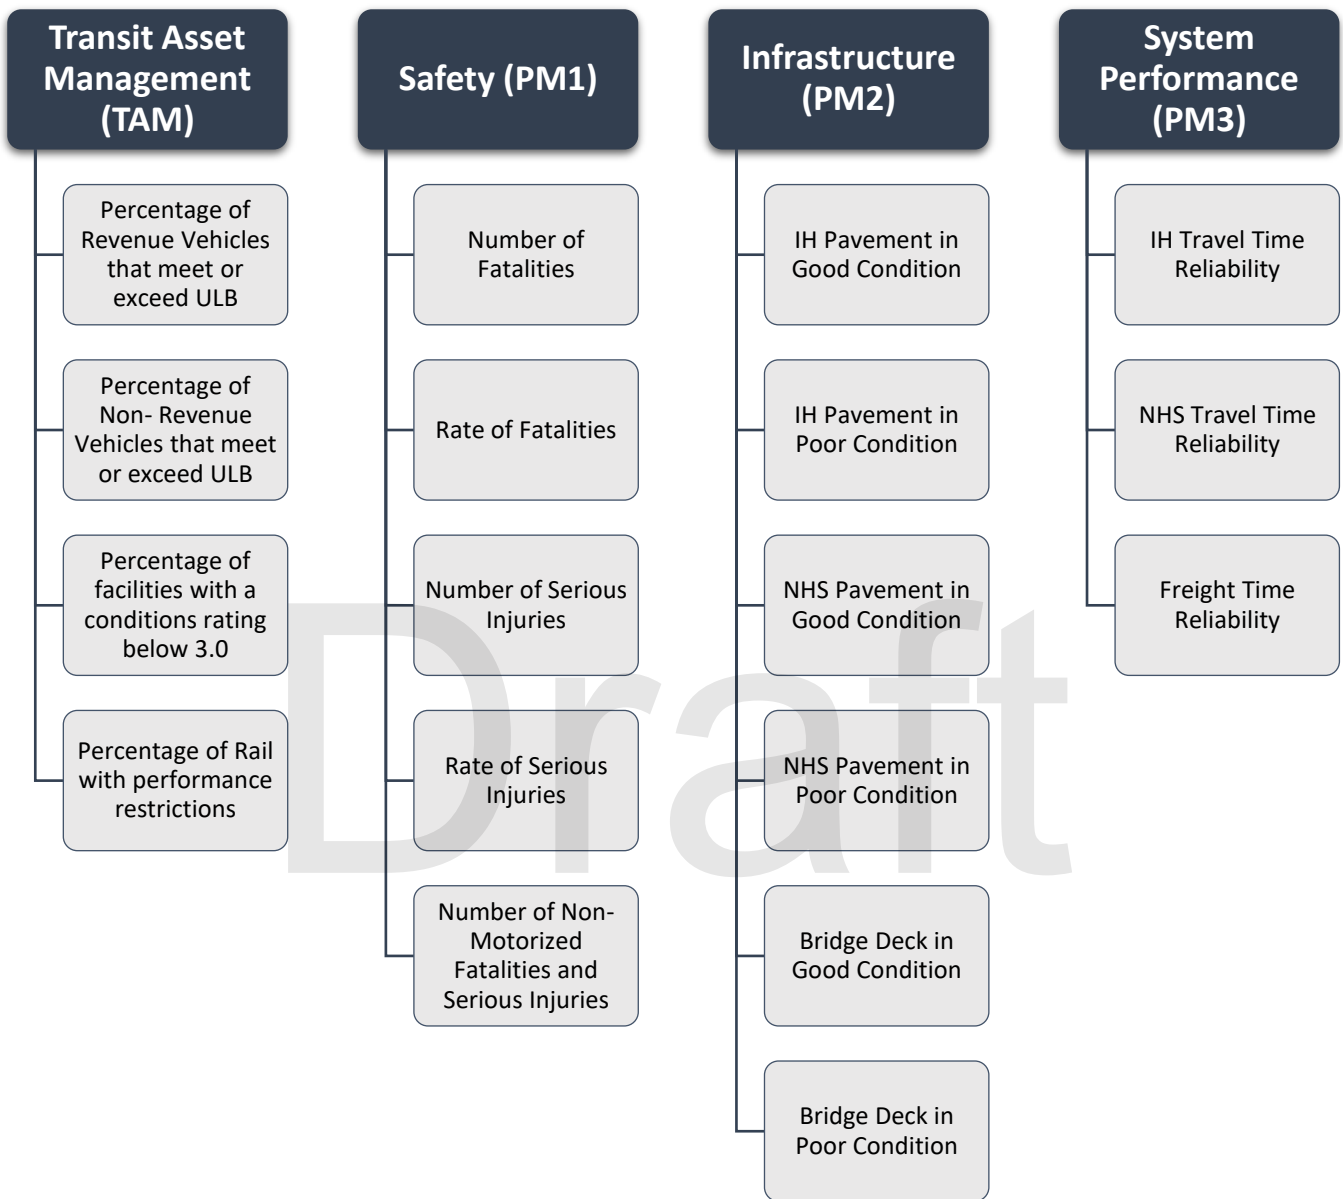 Transit Asset
Management
(TAM)
Percentage of
Revenue Vehicles
that meet or
exceed ULB
Percentage of
Non- Revenue
Vehicles that meet
or exceed ULB
Percentage of
facilities with a
conditions rating
below 3.0
Percentage of Rail
with performance
restrictions
Safety (PM1)
Number of
Fatalities
Rate of Fatalities
Number of Serious
Injuries
Rate of Serious
Injuries
Number of Non-
Motorized
Fatalities and
Serious Injuries
Infrastructure
(PM2)
IH Pavement in
Good Condition
IH Pavement in
Poor Condition
NHS Pavement in
Good Condition
NHS Pavement in
Poor Condition
Bridge Deck in
Good Condition
Bridge Deck in
Poor Condition
System
Performance
(PM3)
IH Travel Time
Reliability
NHS Travel Time
Reliability
Freight Time
Reliability
Draft